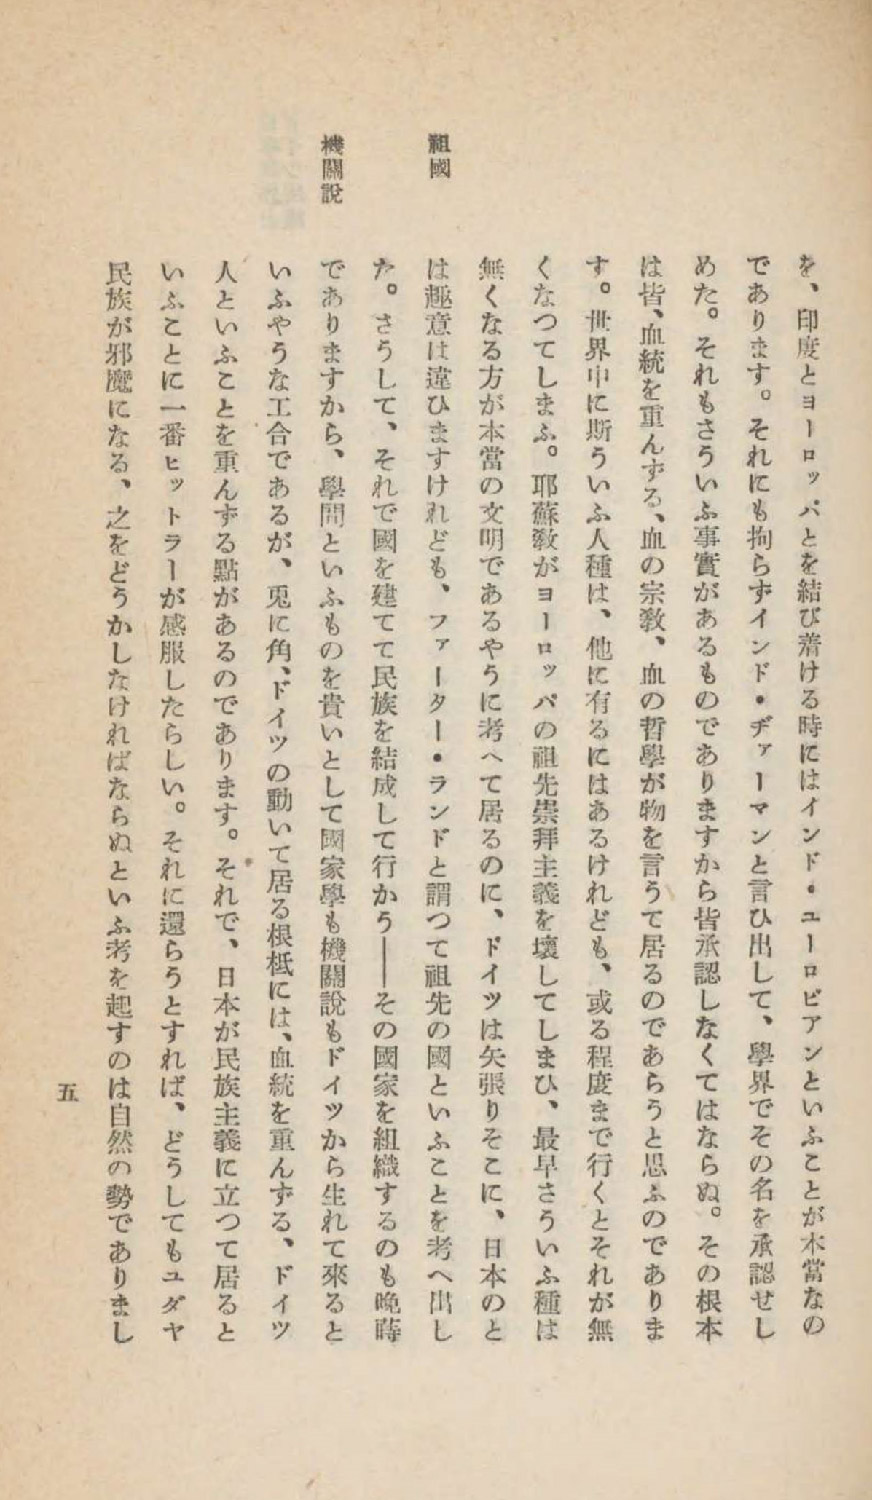 を、印度とヨーロッパとを結び着ける時にはインド・ユーロピアンといふことが本當なの
であります。それにも拘らずインド・ヂァーマンと言ひ出して、學界でその名を承認せし
めた。それもさういふ事實があるものでありますから皆承認しなくてはならぬ。その根本
は皆、血統を重んずる、血の宗教、血の哲學が物を言うて居るのであらうと思ふのでありま
す。世界中に斯ういふ人種は、他に有るにはあるけれども、或る程度まで行くとそれが無
くなつてしまふ。耶蘇敎がヨーロッパの祖先崇拜主義を壞してしまひ、最早さういふ種は
無くなる方が本當の文明であるやうに考へて居るのに、ドイツは矢張りそこに、日本のと
祖國
は趣意は違ひますけれども、ファーター・ランドと謂つて祖先の國といふことを考へ出し
た。さうして、それで國を建てて民族を結成して行かう——その國家を組織するのも晩蒔
機關說
でありますから、學問といふものを貴いとして國家學も機關說もドイツから生れて來ると
いふやうな工合であるが、兎に角、ドイツの動いて居る根柢には、血統を重んずる、ドイツ
人といふことを重んずる點があるのであります。それで、日本が民族主義に立つて居ると
いふことに一番ヒットラーが感服したらしい。それに還らうとすれば、どうしてもユダヤ
民族が邪魔になる、之をどうかしなければならぬといふ考を起すのは自然の勢でありまし
五